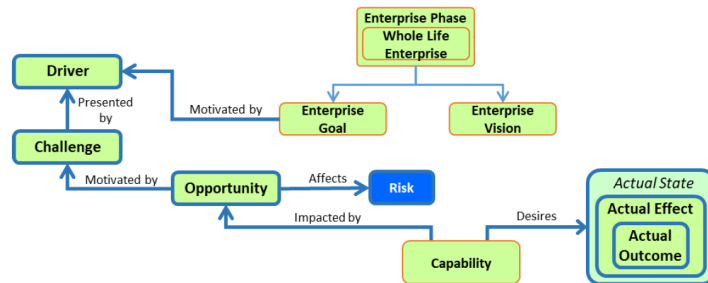 Enterprise Phase
Whole Life
Enterprise
Driver
Presented
by
Motivated by
Enterprise
Goal
Enterprise
Vision
Challenge
Motivated by
Opportunity
Affects
Risk
Impacted by
Desires
Capability
Actual State
Actual Effect
Actual
Outcome